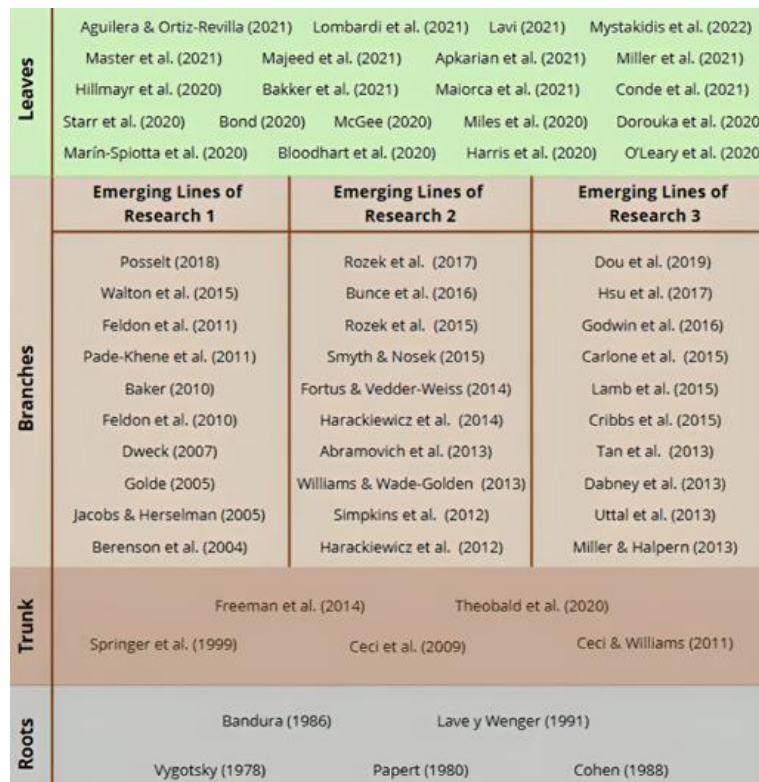 Leaves
Aguilera & Ortiz-Revilla (2021) Lombardi et al. (2021) Lavi (2021) Mystakidis et al. (2022)
Master et al. (2021) Majeed et al. (2021) Apkarian et al. (2021) Miller et al. (2021)
Hillmayr et al. (2020) Bakker et al. (2021) Maiorca et al. (2021) Conde et al. (2021)
Starr et al. (2020) Bond (2020) McGee (2020) Miles et al. (2020) Dorouka et al. (2020
Marín-Spiotta et al. (2020) Bloodhart et al. (2020) Harris et al. (2020) O'Leary et al. (2020
Branches
Emerging Lines of Research 1
Emerging Lines of Research 2
Emerging Lines of Research 3
Posselt (2018) Rozek et al. (2017) Dou et al. (2019)
Walton et al. (2015) Bunce et al. (2016) Hsu et al. (2017)
Feldon et al. (2011) Rozek et al. (2015) Godwin et al. (2016)
Pade-Khene et al. (2011) Smyth & Nosek (2015) Carlone et al. (2015)
Baker (2010) Fortus & Vedder-Weiss (2014) Lamb et al. (2015)
Feldon et al. (2010) Harackiewicz et al. (2014) Cribbs et al. (2015)
Dweck (2007) Abramovich et al. (2013) Tan et al. (2013)
Golde (2005) Williams & Wade-Golden (2013) Dabney et al. (2013)
Jacobs & Herselman (2005) Simpkins et al. (2012) Uttal et al. (2013)
Berenson et al. (2004) Harackiewicz et al. (2012) Miller & Halpern (2013)
Trunk
Freeman et al. (2014) Theobald et al. (2020)
Springer et al. (1999) Ceci et al. (2009) Ceci & Williams (2011)
Roots
Bandura (1986) Lave y Wenger (1991)
Vygotsky (1978) Papert (1980) Cohen (1988)